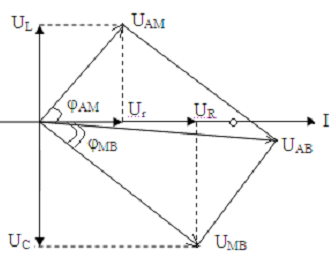 U_L U_AM
φ_AM U_r U_R I
φ_MB U_AB
U_C U_MB